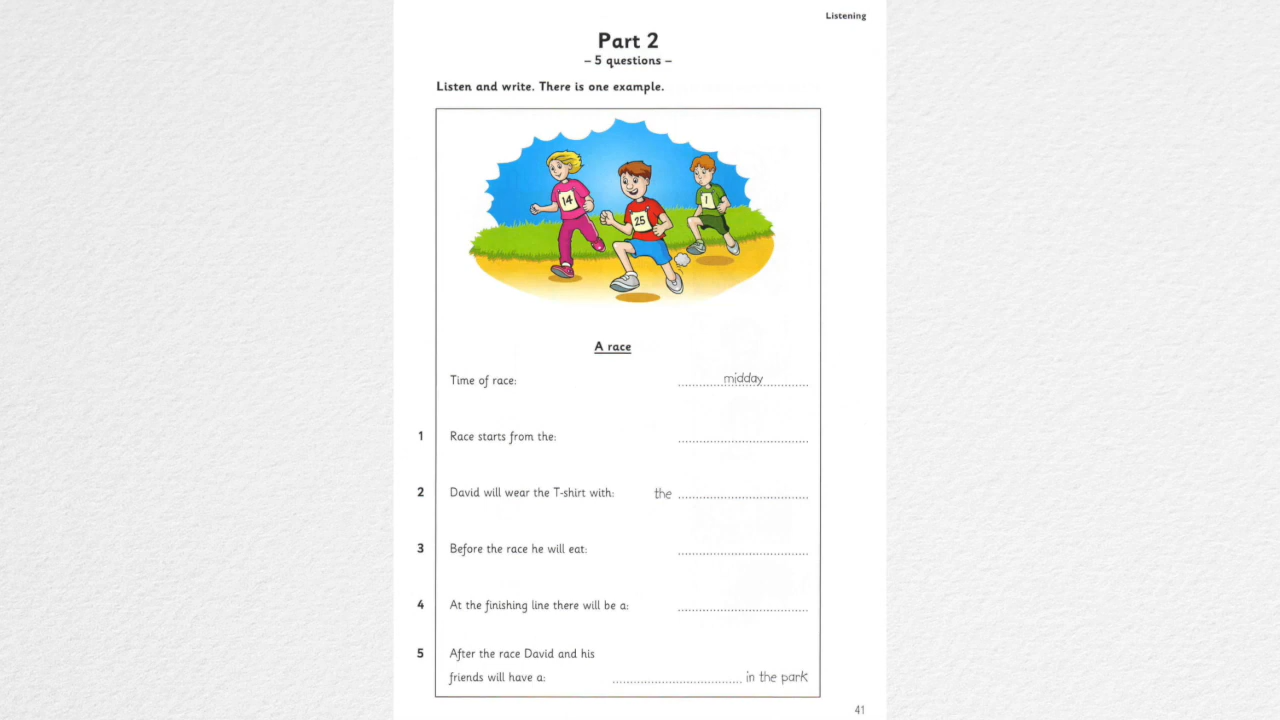 Listening
Part 2
– 5 questions –
Listen and write. There is one example.
14
25
1
A race
Time of race: midday
1 Race starts from the:
2 David will wear the T-shirt with: the
3 Before the race he will eat:
4 At the finishing line there will be a:
5 After the race David and his
friends will have a: in the park
41